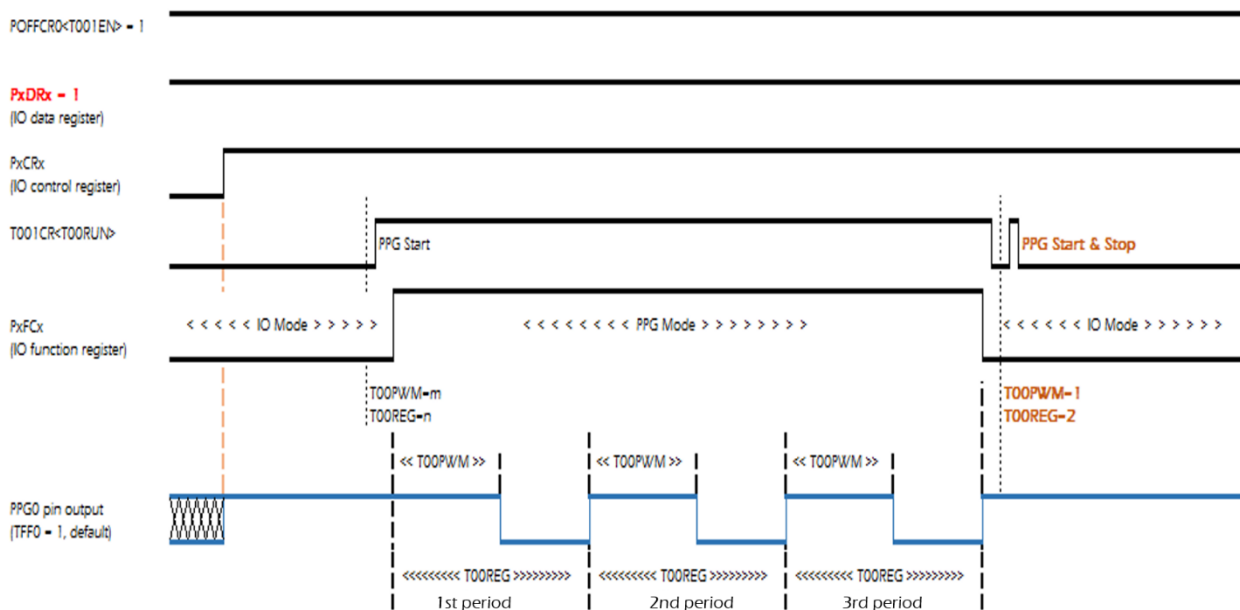 POFFCR0<T001EN> = 1
PxDRx = 1
(IO data register)
PxCRx
(IO control register)
T001CR<T00RUN>
PPG Start
PPG Start & Stop
PxFCx
(IO function register)
< < < < < IO Mode > > > > >
< < < < < < < < PPG Mode > > > > > > > >
< < < < < IO Mode > > > > > >
T00PWM=m
T00REG=n
T00PWM=1
T00REG=2
<< T00PWM >>
<< T00PWM >>
<< T00PWM >>
PPG0 pin output
(TFF0 = 1, default)
<<<<<<<<< T00REG >>>>>>>>>
<<<<<<<<< T00REG >>>>>>>>>
<<<<<<<<< T00REG >>>>>>>>>
1st period
2nd period
3rd period